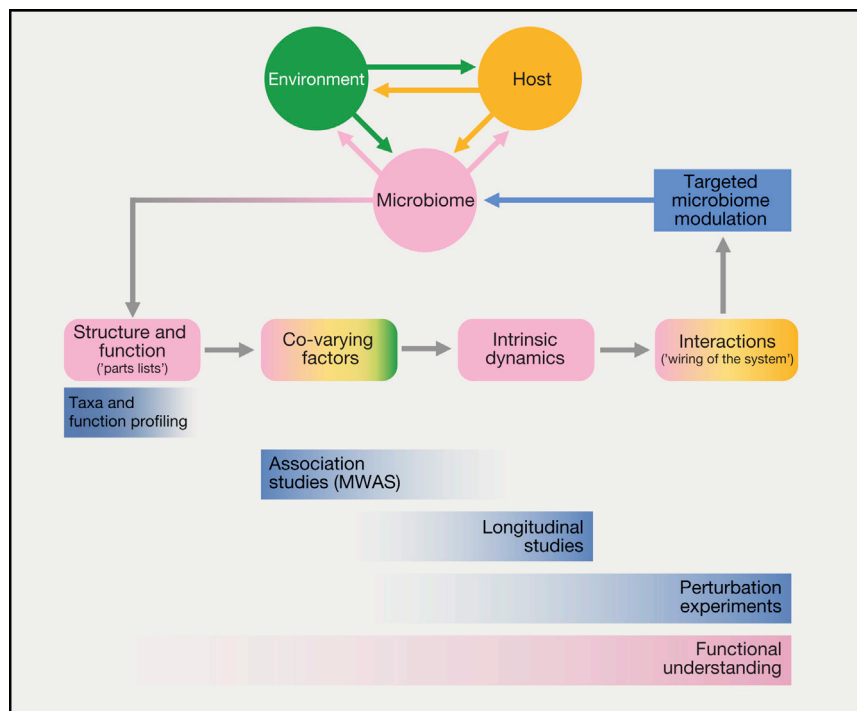 Environment
Host
Microbiome
Targeted
microbiome
modulation
Structure and
function
('parts lists')
Co-varying
factors
Intrinsic
dynamics
Interactions
('wiring of the system')
Taxa and
function profiling
Association
studies (MWAS)
Longitudinal
studies
Perturbation
experiments
Functional
understanding